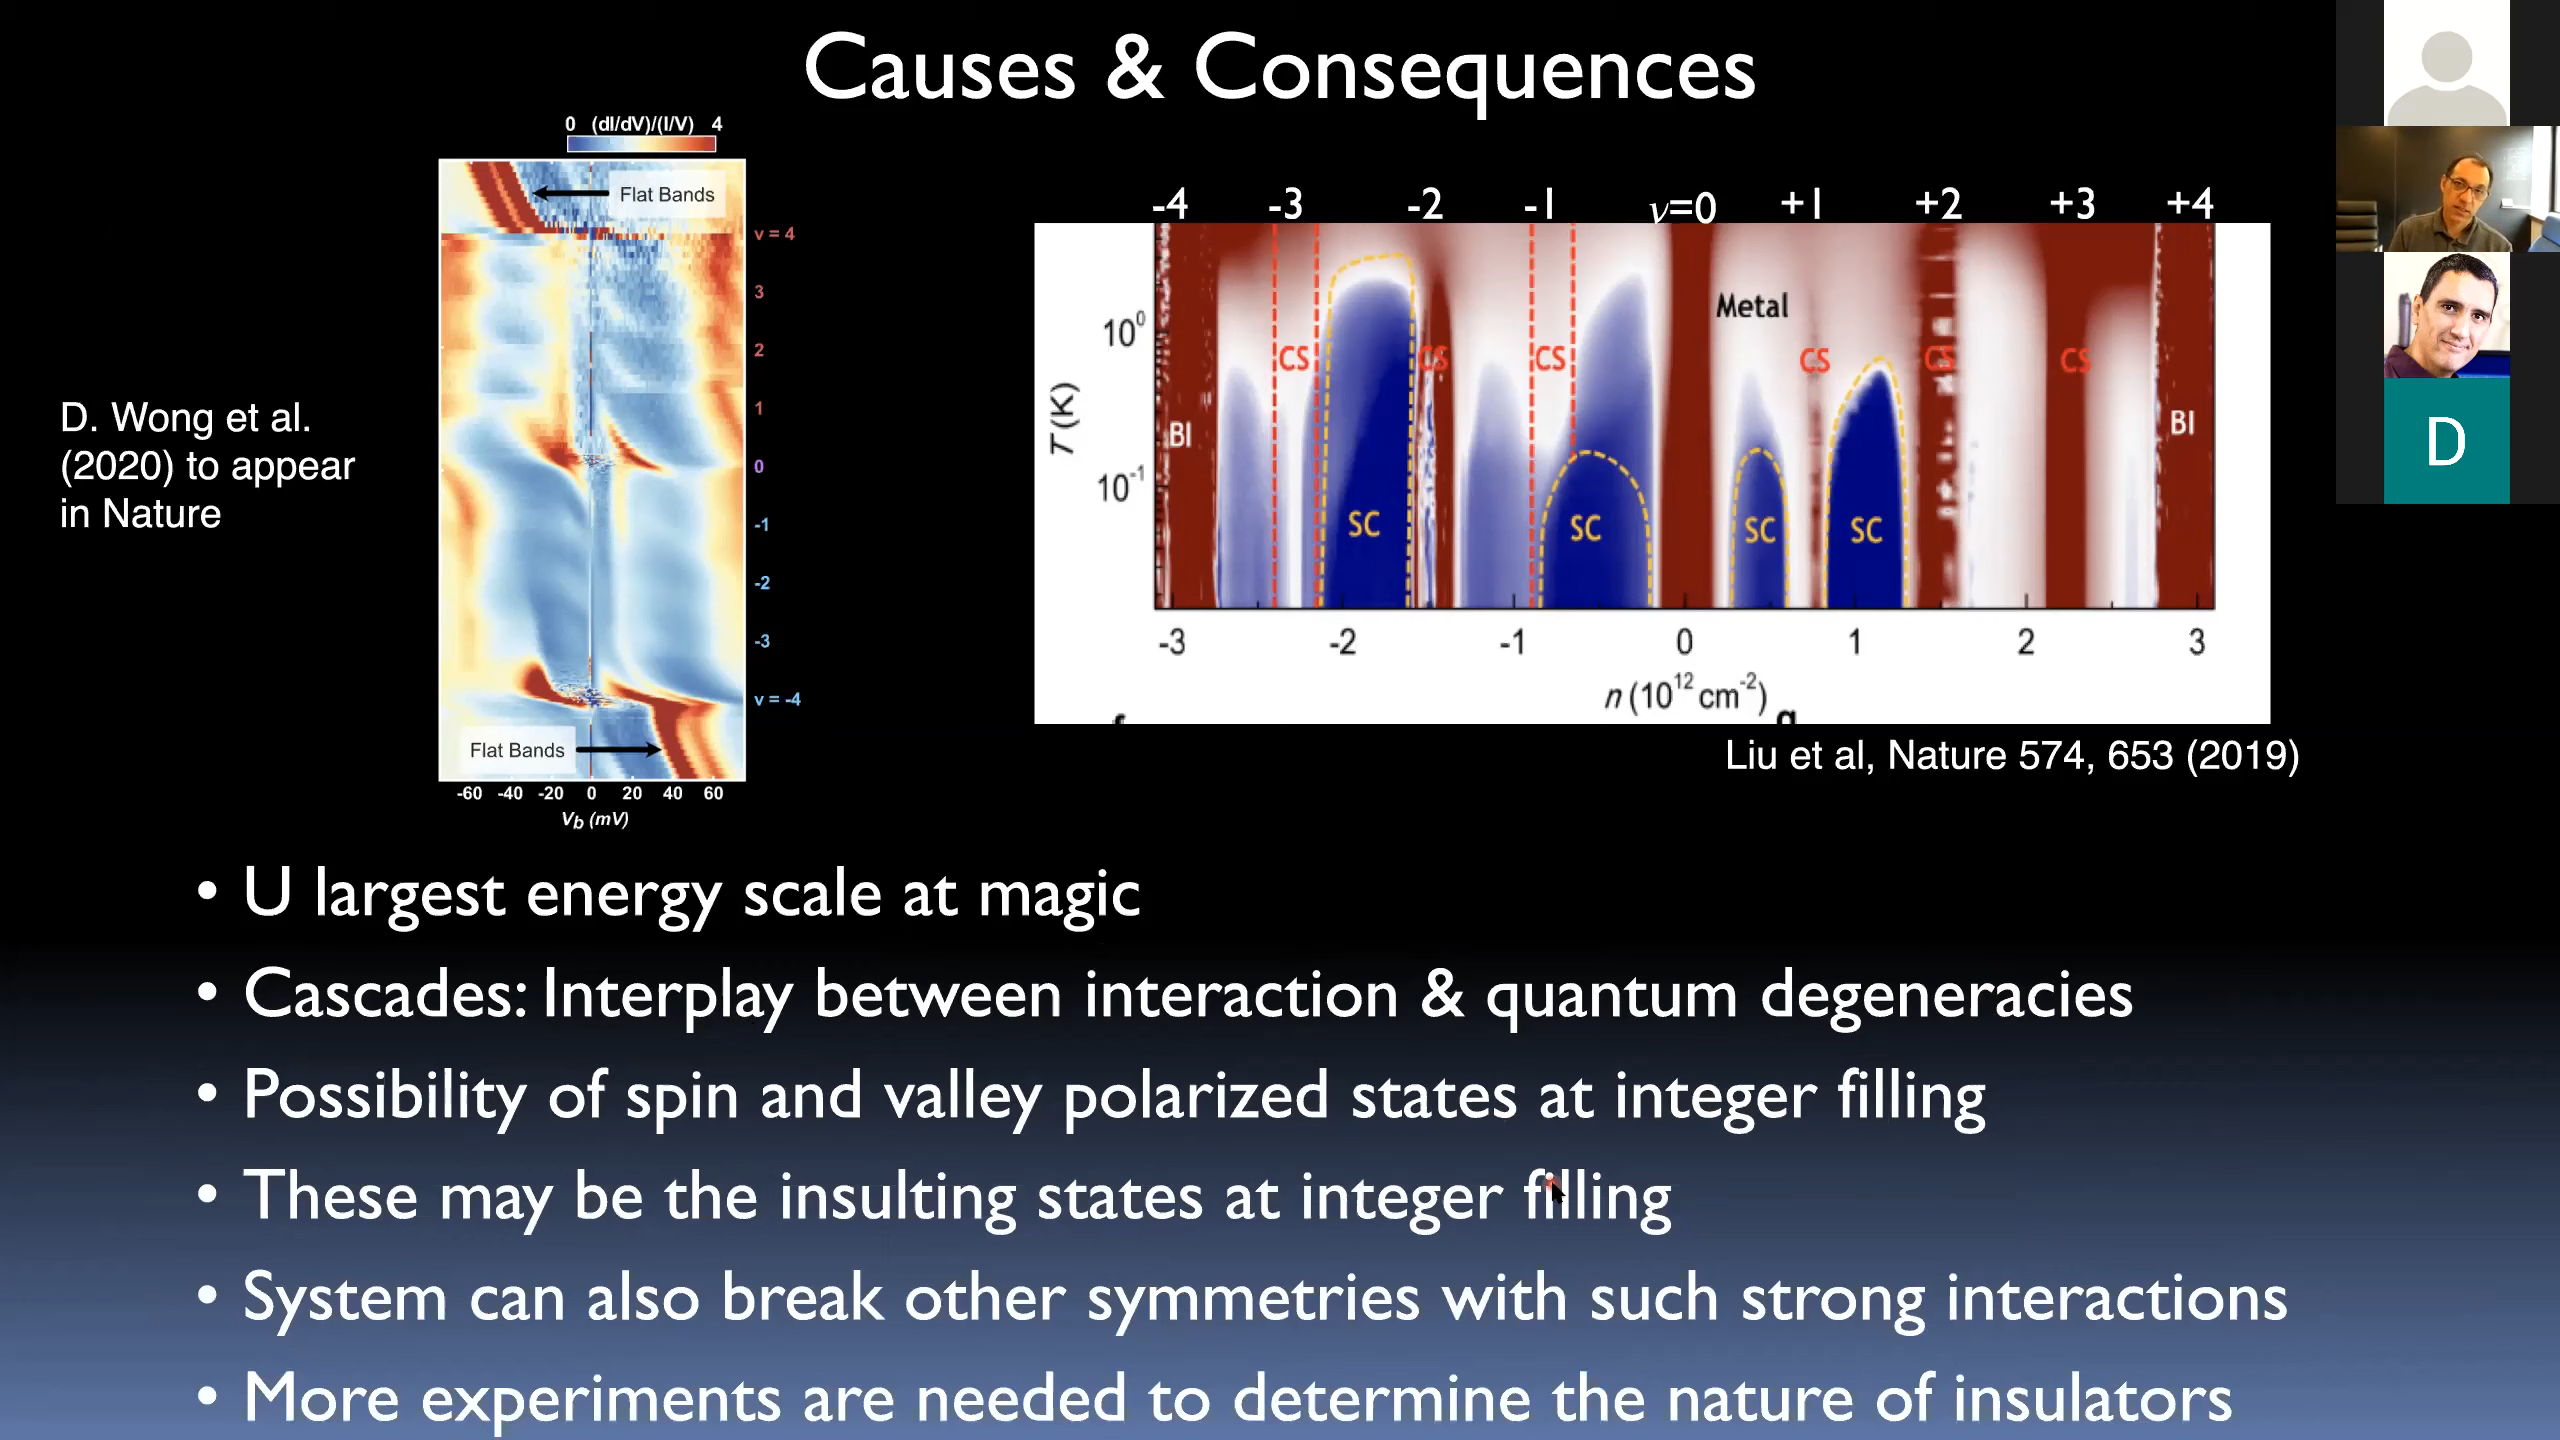 Causes & Consequences
0 (dI/dV)/(I/V) 4
Flat Bands
ν = 4
3
2
1
0
-1
-2
-3
ν = -4
Flat Bands
-60 -40 -20 0 20 40 60
Vb (mV)
D. Wong et al.
(2020) to appear
in Nature
-4 -3 -2 -1 ν=0 +1 +2 +3 +4
Metal
CS CS CS CS CS CS
BI BI
SC SC SC SC
T (K)
10⁰
10⁻¹
-3 -2 -1 0 1 2 3
n (10¹² cm⁻²)
Liu et al, Nature 574, 653 (2019)
• U largest energy scale at magic
• Cascades: Interplay between interaction & quantum degeneracies
• Possibility of spin and valley polarized states at integer filling
• These may be the insulting states at integer filling
• System can also break other symmetries with such strong interactions
• More experiments are needed to determine the nature of insulators
D